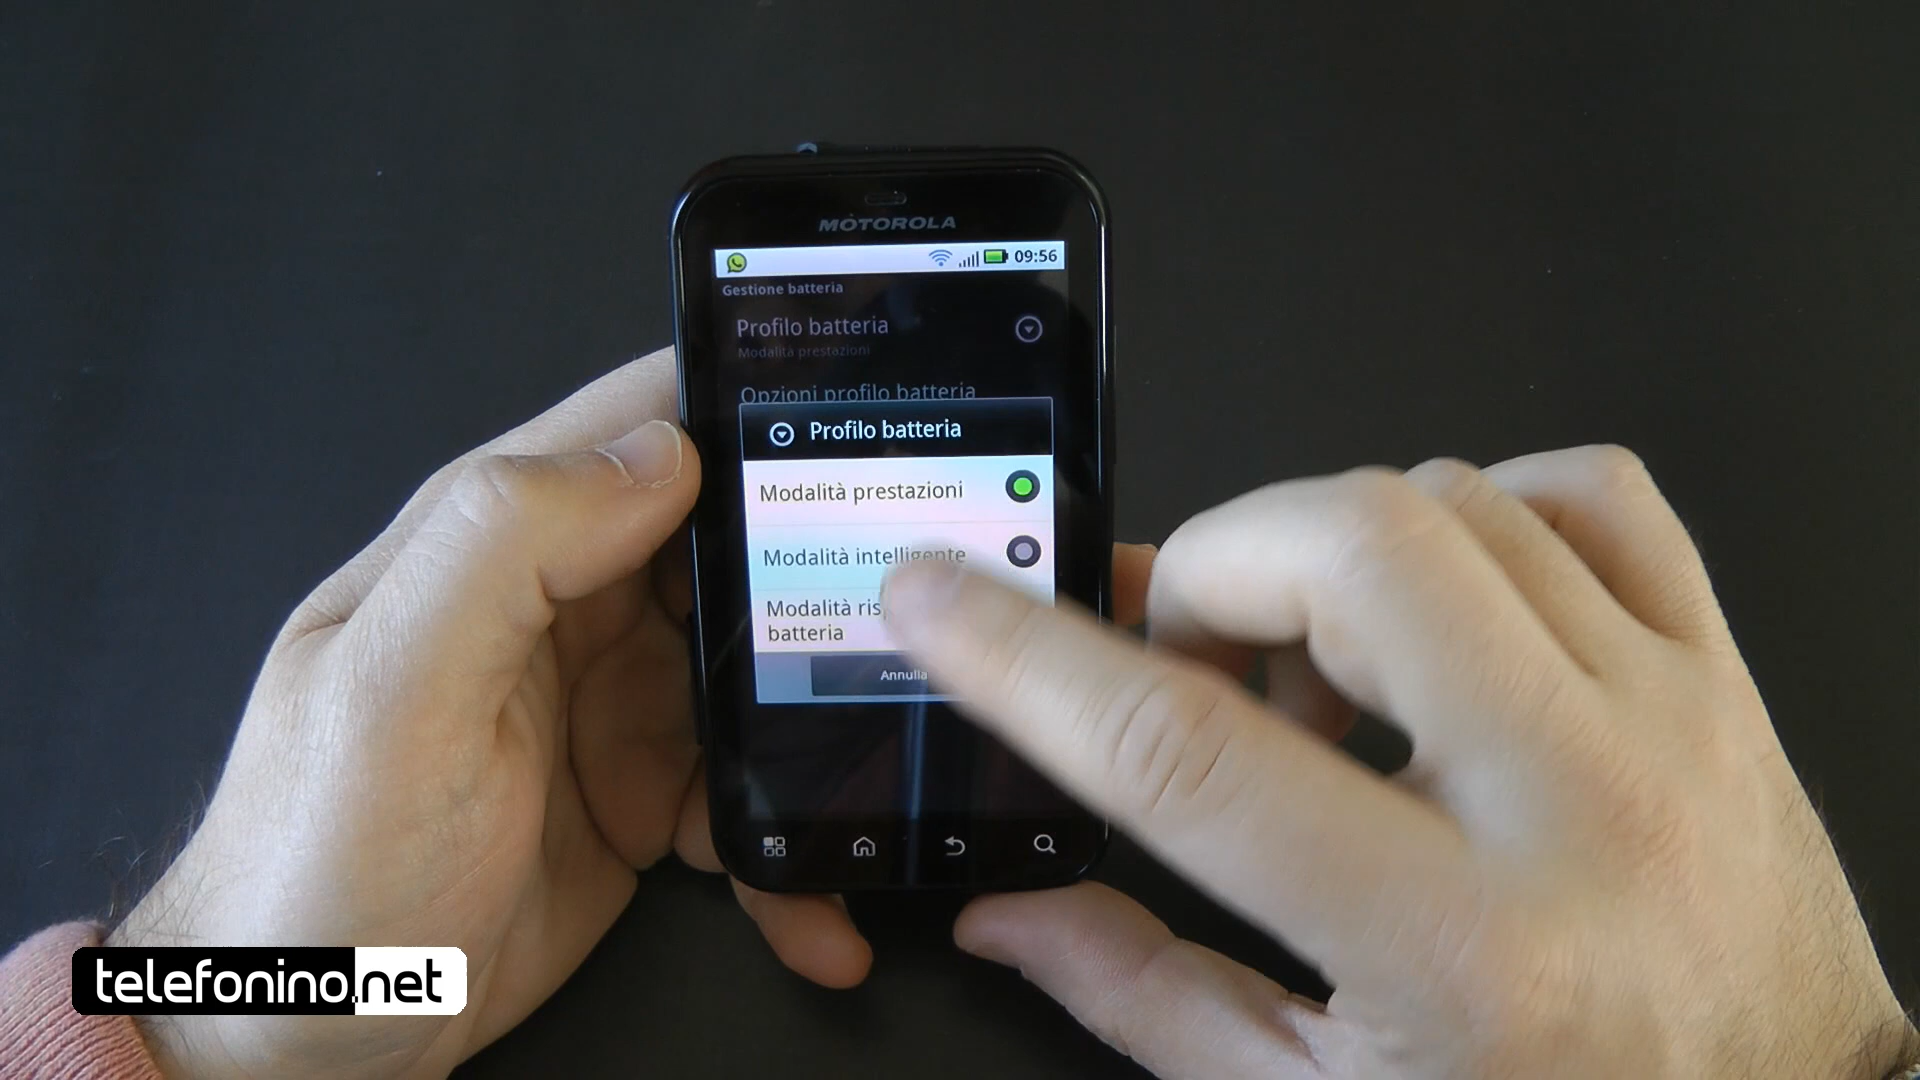 MOTOROLA
09:56
Gestione batteria
Profilo batteria
Modalità prestazioni
Opzioni profilo batteria
Profilo batteria
Modalità prestazioni
Modalità intelligente
Modalità
batteria
Annulla
telefonino.net